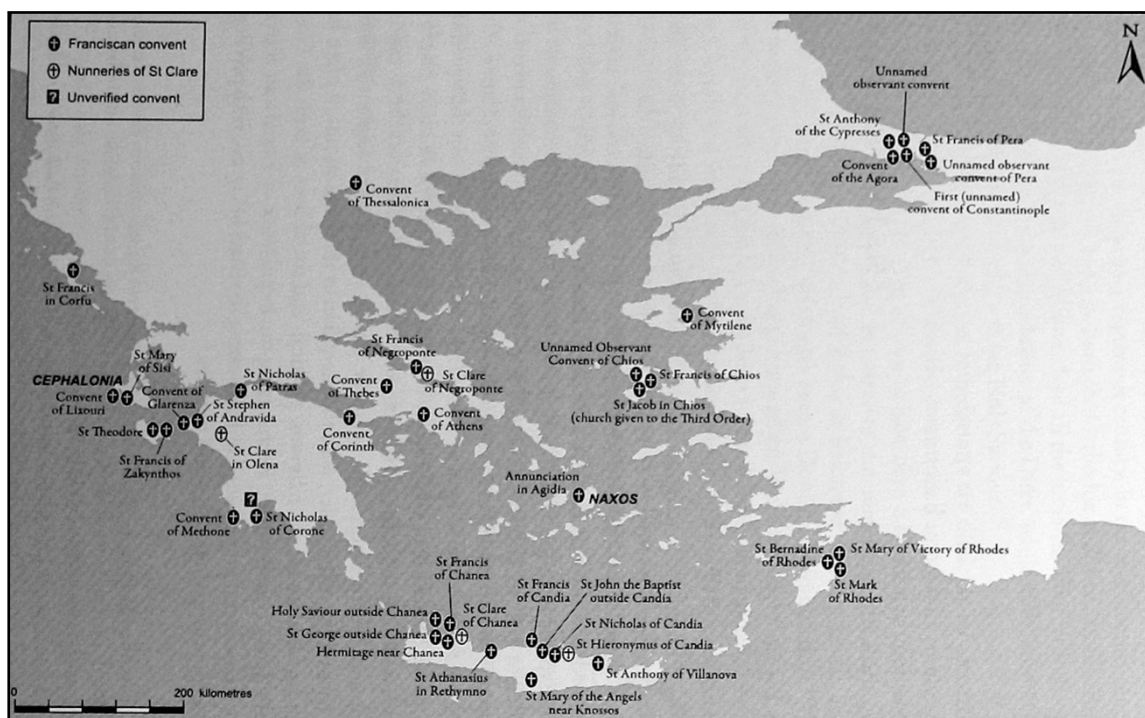 Franciscan convent
Nunneries of St Clare
? Unverified convent
N
Unnamed
observant convent
St Anthony
of the Cypresses
St Francis of Pera
Convent
of the Agora
Unnamed observant
convent of Pera
First (unnamed)
convent of Constantinople
Convent
of Thessalonica
St Francis
in Corfu
Convent
of Mytilene
St Mary
of Sisi
CEPHALONIA
Convent
of Lixouri
Convent of
Glarenza
St Nicholas
of Patras
St Stephen
of Andravida
St Theodore
St Francis of
Zakynthos
St Clare
in Olena
St Francis
of Negroponte
St Clare
of Negroponte
Convent
of Thebes
Convent
of Athens
Convent
of Corinth
Unnamed Observant
Convent of Chios
St Francis of Chios
St Jacob in Chios
(church given to the Third Order)
Annunciation
in Agidia
NAXOS
?
Convent
of Methone
St Nicholas
of Corone
St Bernadine
of Rhodes
St Mary of Victory of Rhodes
St Mark
of Rhodes
St Francis
of Chanea
Holy Saviour outside Chanea
St Clare
of Chanea
St George outside Chanea
Hermitage near Chanea
St Francis
of Candia
St John the Baptist
outside Candia
St Nicholas of Candia
St Hieronymus of Candia
St Athanasius
in Rethymno
St Anthony of Villanova
St Mary of the Angels
near Knossos
0 200 kilometres